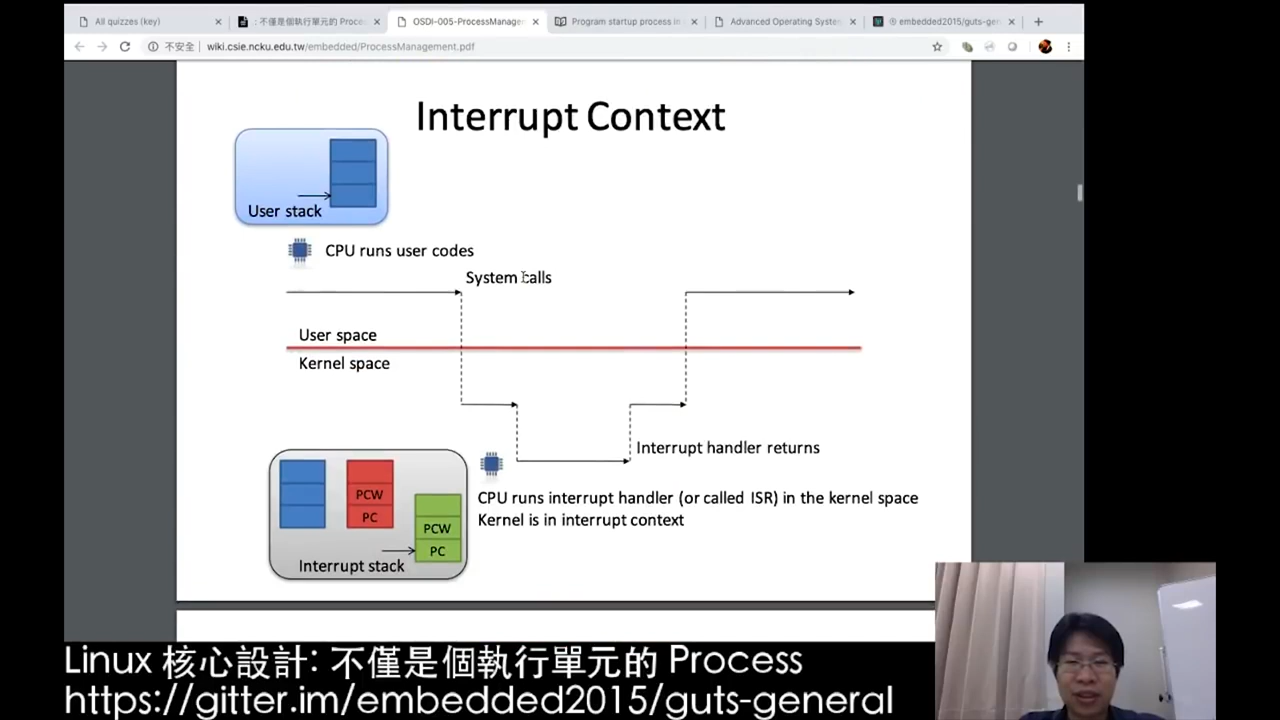 All quizzes (key)
.: 不僅是個執行單元的 Proces
OSDI-005-ProcessManageme
Program startup process in
Advanced Operating System
embedded2015/guts-gen
不安全
wiki.csie.ncku.edu.tw/embedded/ProcessManagement.pdf
Interrupt Context
User stack
CPU runs user codes
System calls
User space
Kernel space
Interrupt handler returns
PCW
PC
PCW
PC
Interrupt stack
CPU runs interrupt handler (or called ISR) in the kernel space
Kernel is in interrupt context
Linux 核心設計: 不僅是個執行單元的 Process
https://gitter.im/embedded2015/guts-general